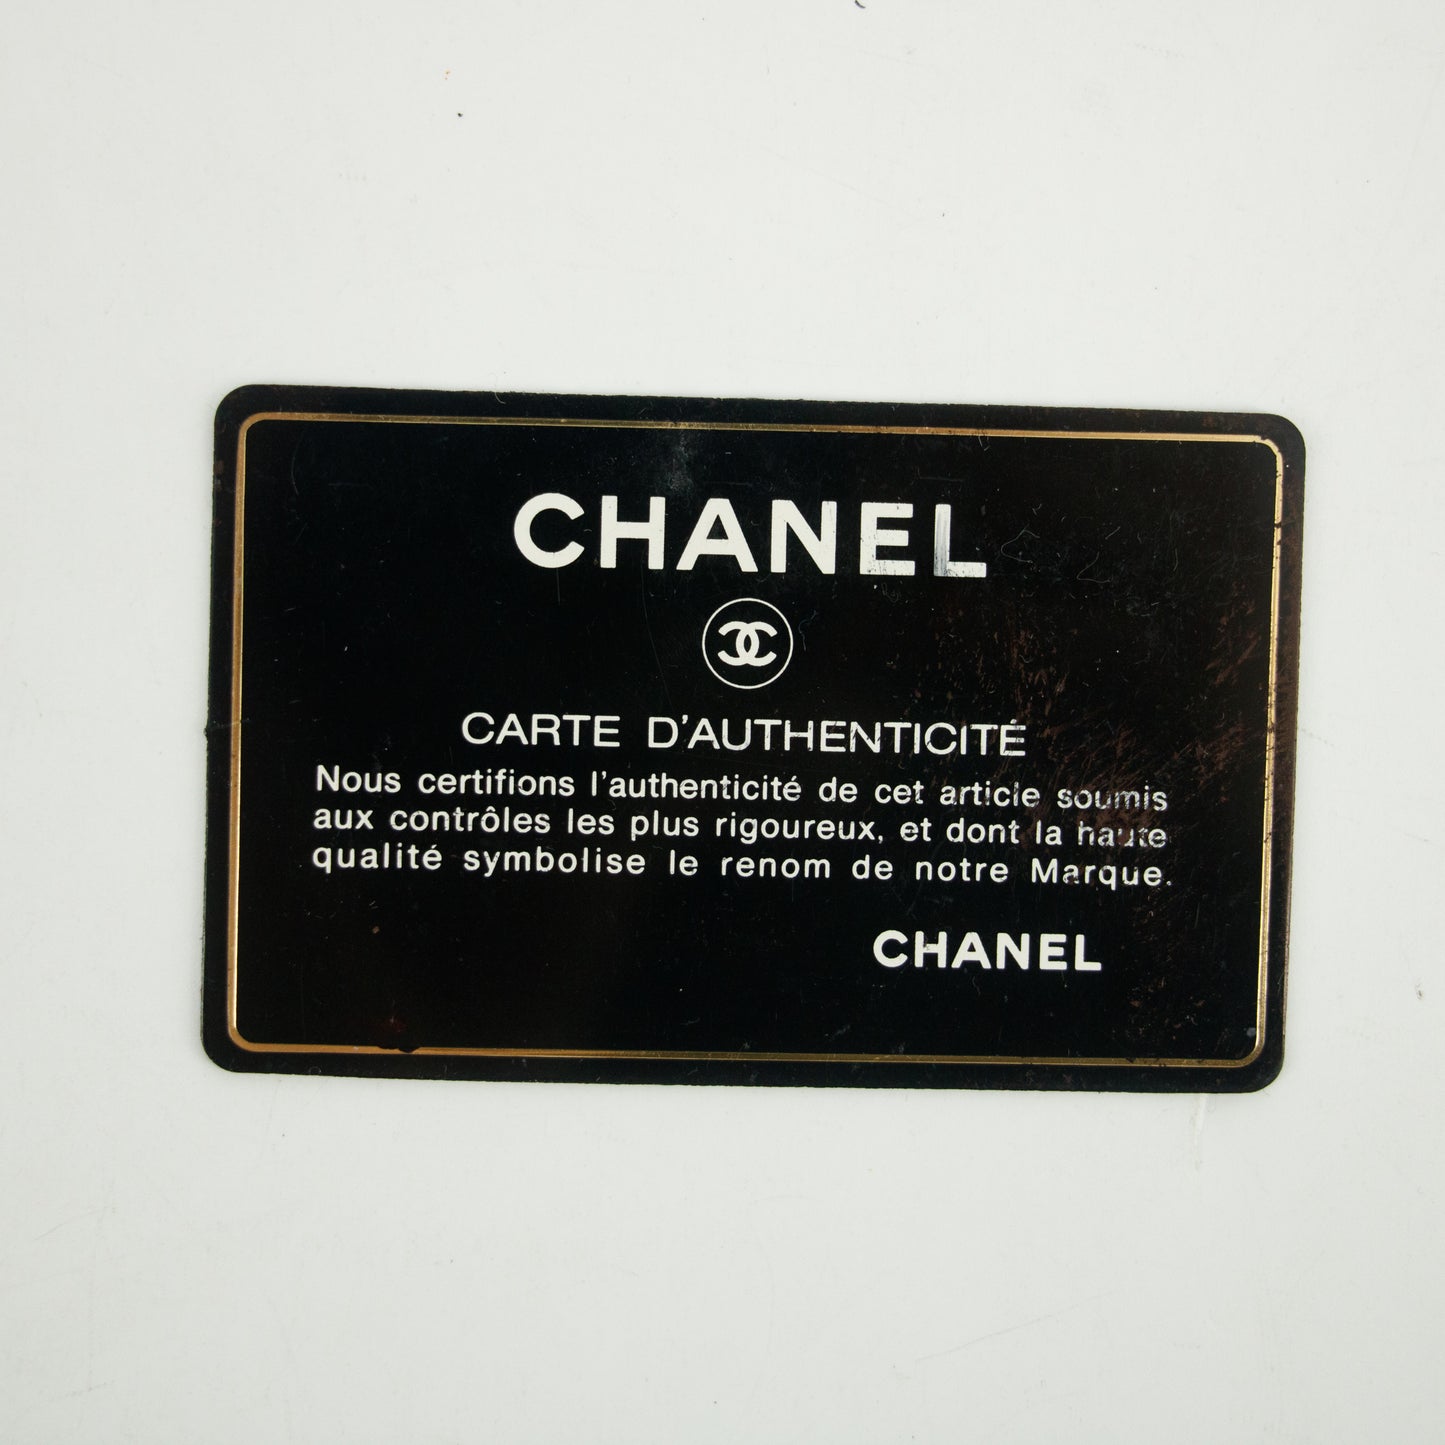 CHANEL
CARTE D'AUTHENTICITÉ
Nous certifions l'authenticité de cet article soumis
aux contrôles les plus rigoureux, et dont la haute
qualité symbolise le renom de notre Marque.
CHANEL